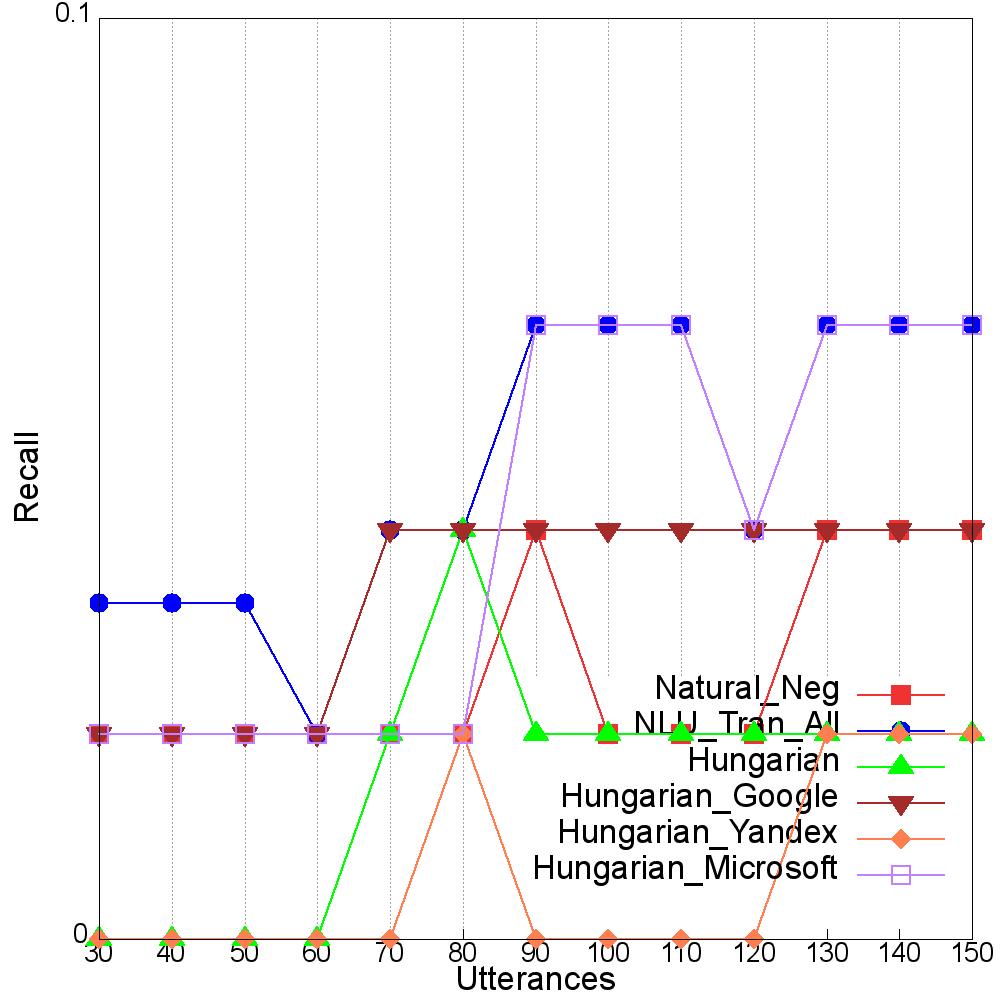 0.1
Recall
Natural_Neg
NLU_Tran_All
Hungarian
Hungarian_Google
Hungarian_Yandex
Hungarian_Microsoft
0
30 40 50 60 70 80 90 100 110 120 130 140 150
Utterances